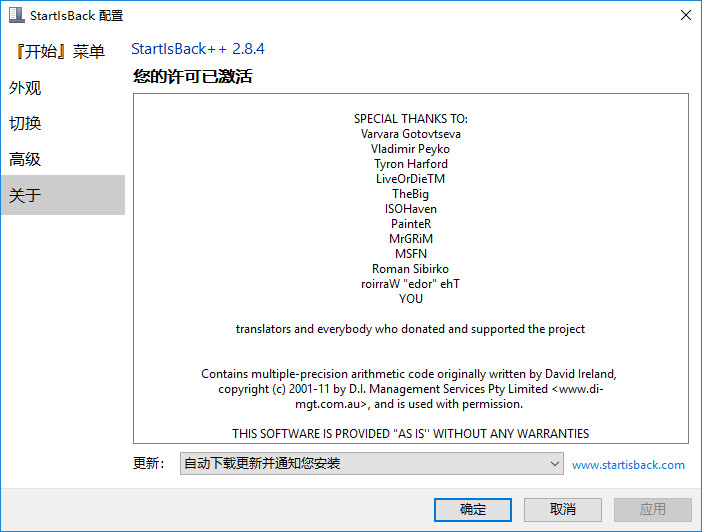 StartIsBack 配置
『开始』菜单
外观
切换
高级
关于
StartIsBack++ 2.8.4
您的许可已激活
SPECIAL THANKS TO:
Varvara Gotovtseva
Vladimir Peyko
Tyron Harford
LiveOrDieTM
TheBig
ISOHaven
PainteR
MrGRiM
MSFN
Roman Sibirko
roirraW "edor" ehT
YOU
translators and everybody who donated and supported the project
Contains multiple-precision arithmetic code originally written by David Ireland,
copyright (c) 2001-11 by D.I. Management Services Pty Limited <www.di-
mgt.com.au>, and is used with permission.
THIS SOFTWARE IS PROVIDED "AS IS" WITHOUT ANY WARRANTIES
更新: 自动下载更新并通知您安装 www.startisback.com
确定 取消 应用